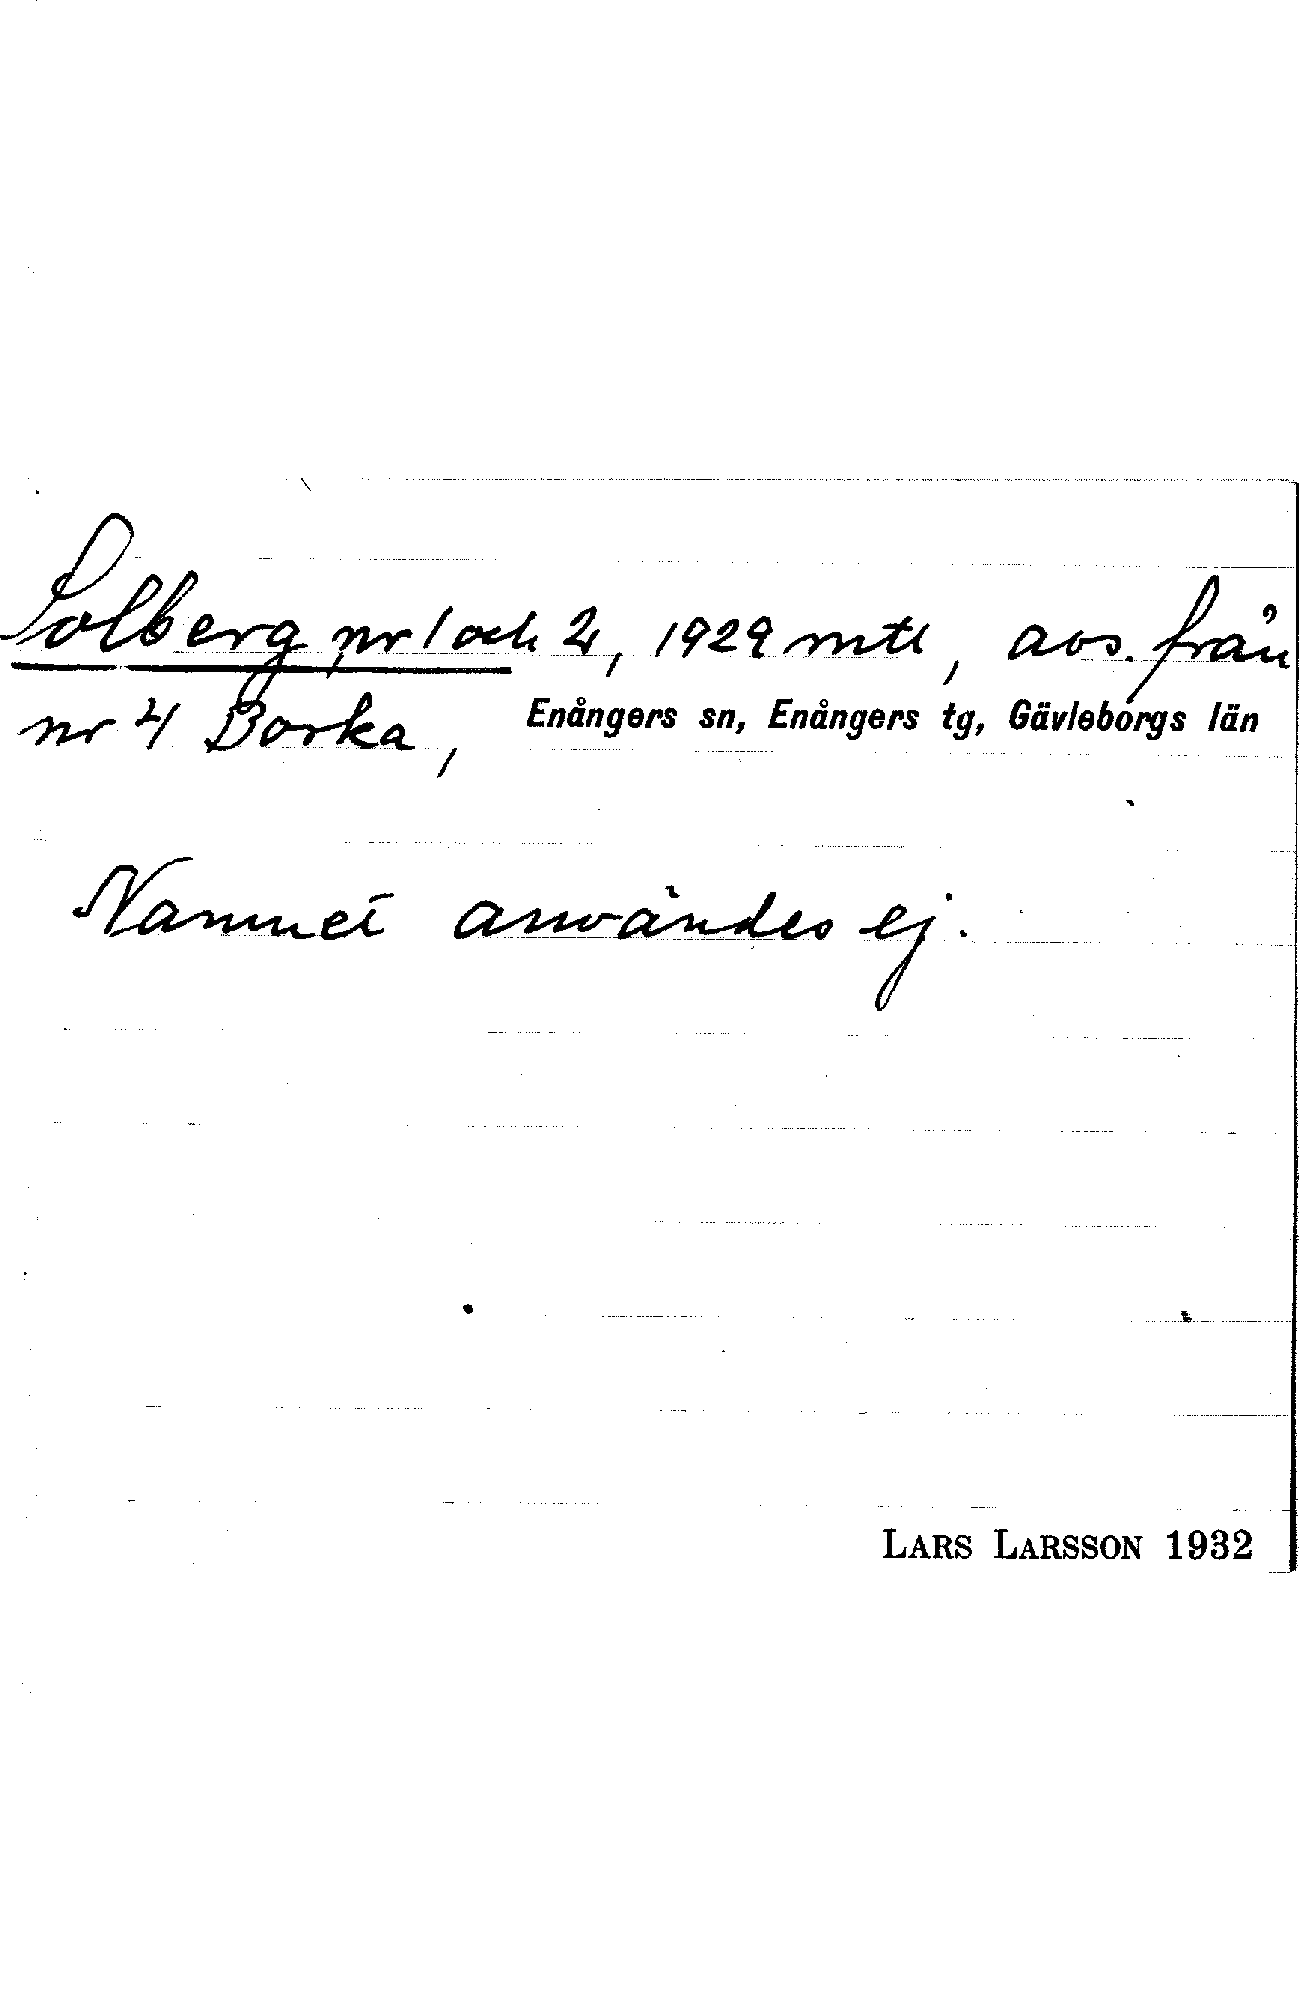 Solberg nr 1 och 2, 1929 mtl, avs. från
nr 4 Borka, Enångers sn, Enångers tg, Gävleborgs län
Namnet användes ej.
LARS LARSSON 1932